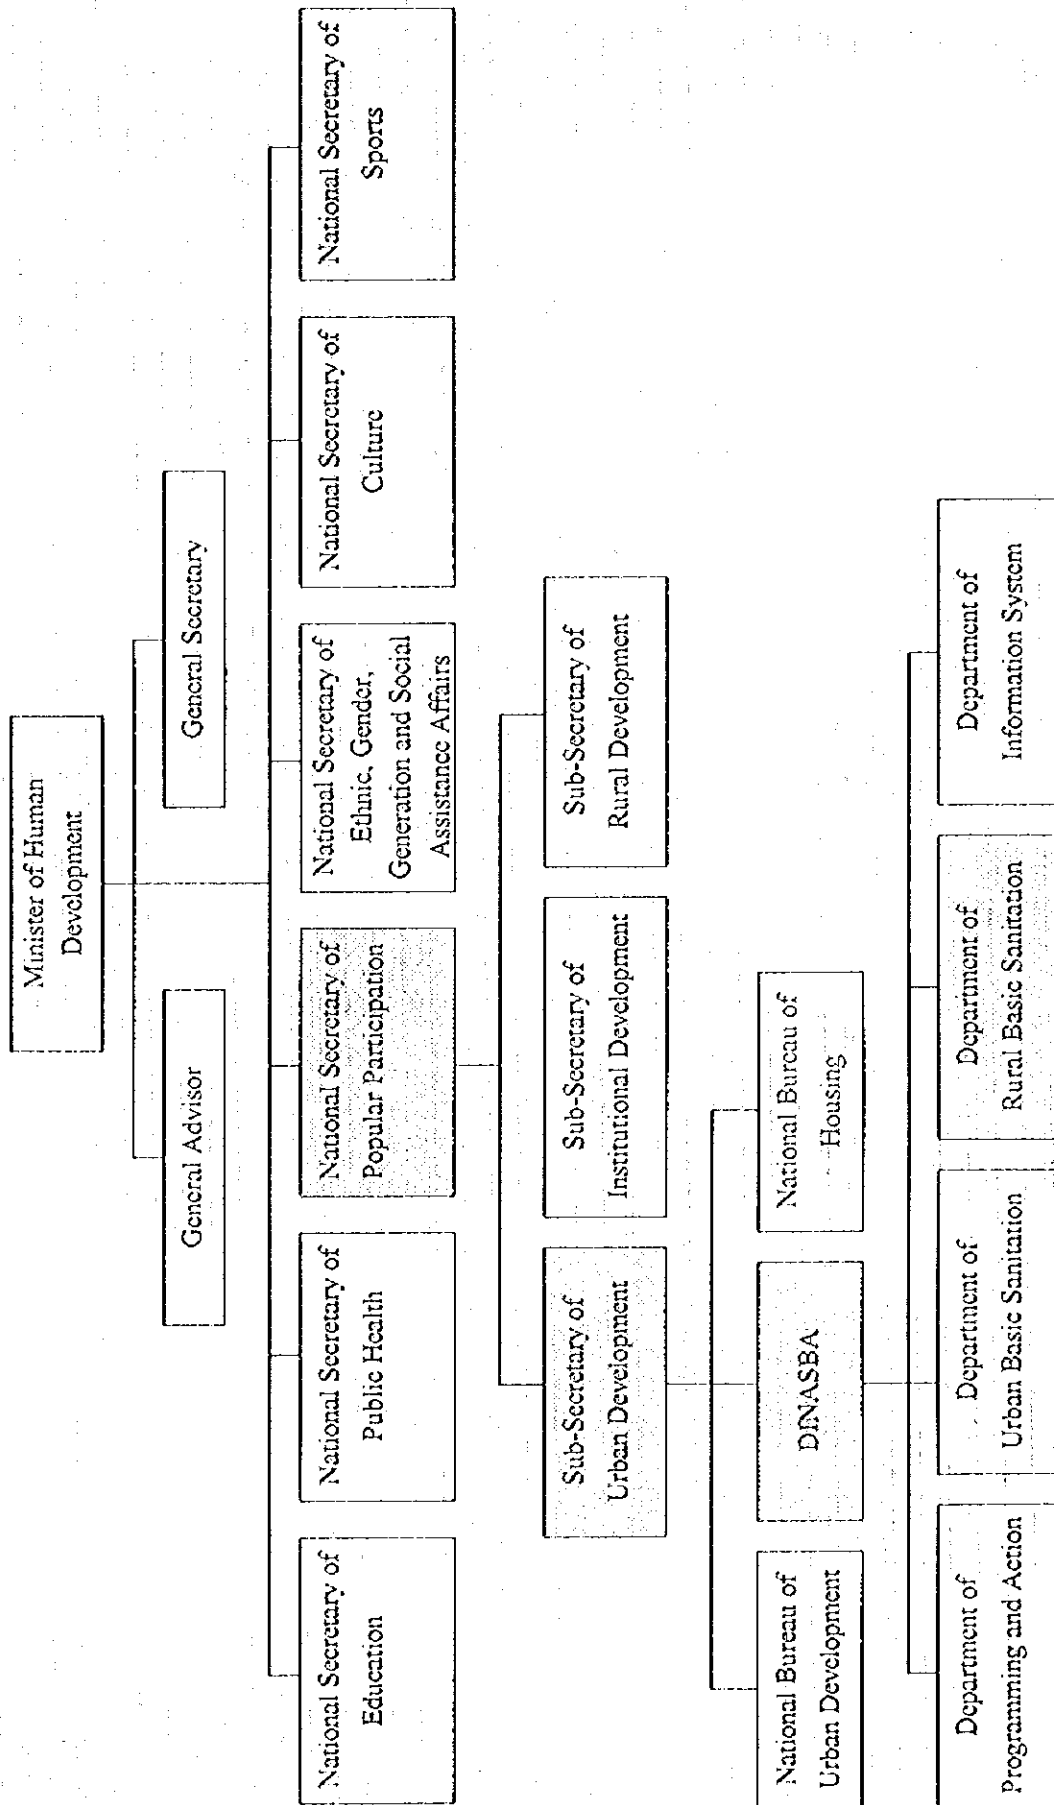 Minister of Human
Development
General Advisor
General Secretary
National Secretary of
Education
National Secretary of
Public Health
National Secretary of
Popular Participation
National Secretary of
Ethnic, Gender,
Generation and Social
Assistance Affairs
National Secretary of
Culture
National Secretary of
Sports
Sub-Secretary of
Urban Development
Sub-Secretary of
Institutional Development
Sub-Secretary of
Rural Development
National Bureau of
Urban Development
DINASBA
National Bureau of
Housing
Department of
Programming and Action
Department of
Urban Basic Sanitation
Department of
Rural Basic Sanitation
Department of
Information System